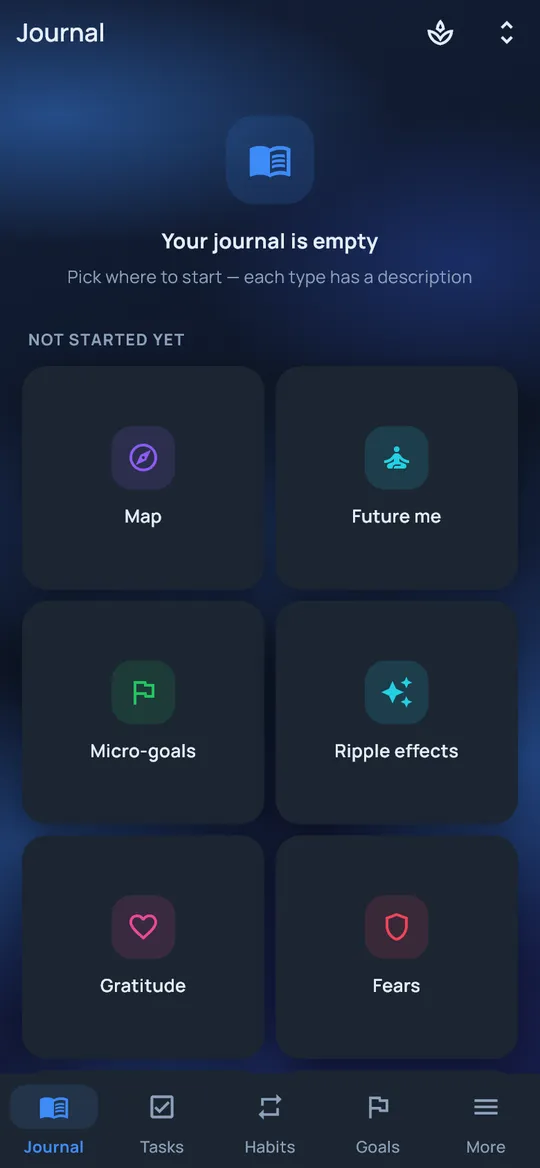 Journal
Your journal is empty
Pick where to start — each type has a description
NOT STARTED YET
Map
Future me
Micro-goals
Ripple effects
Gratitude
Fears
Journal
Tasks
Habits
Goals
More